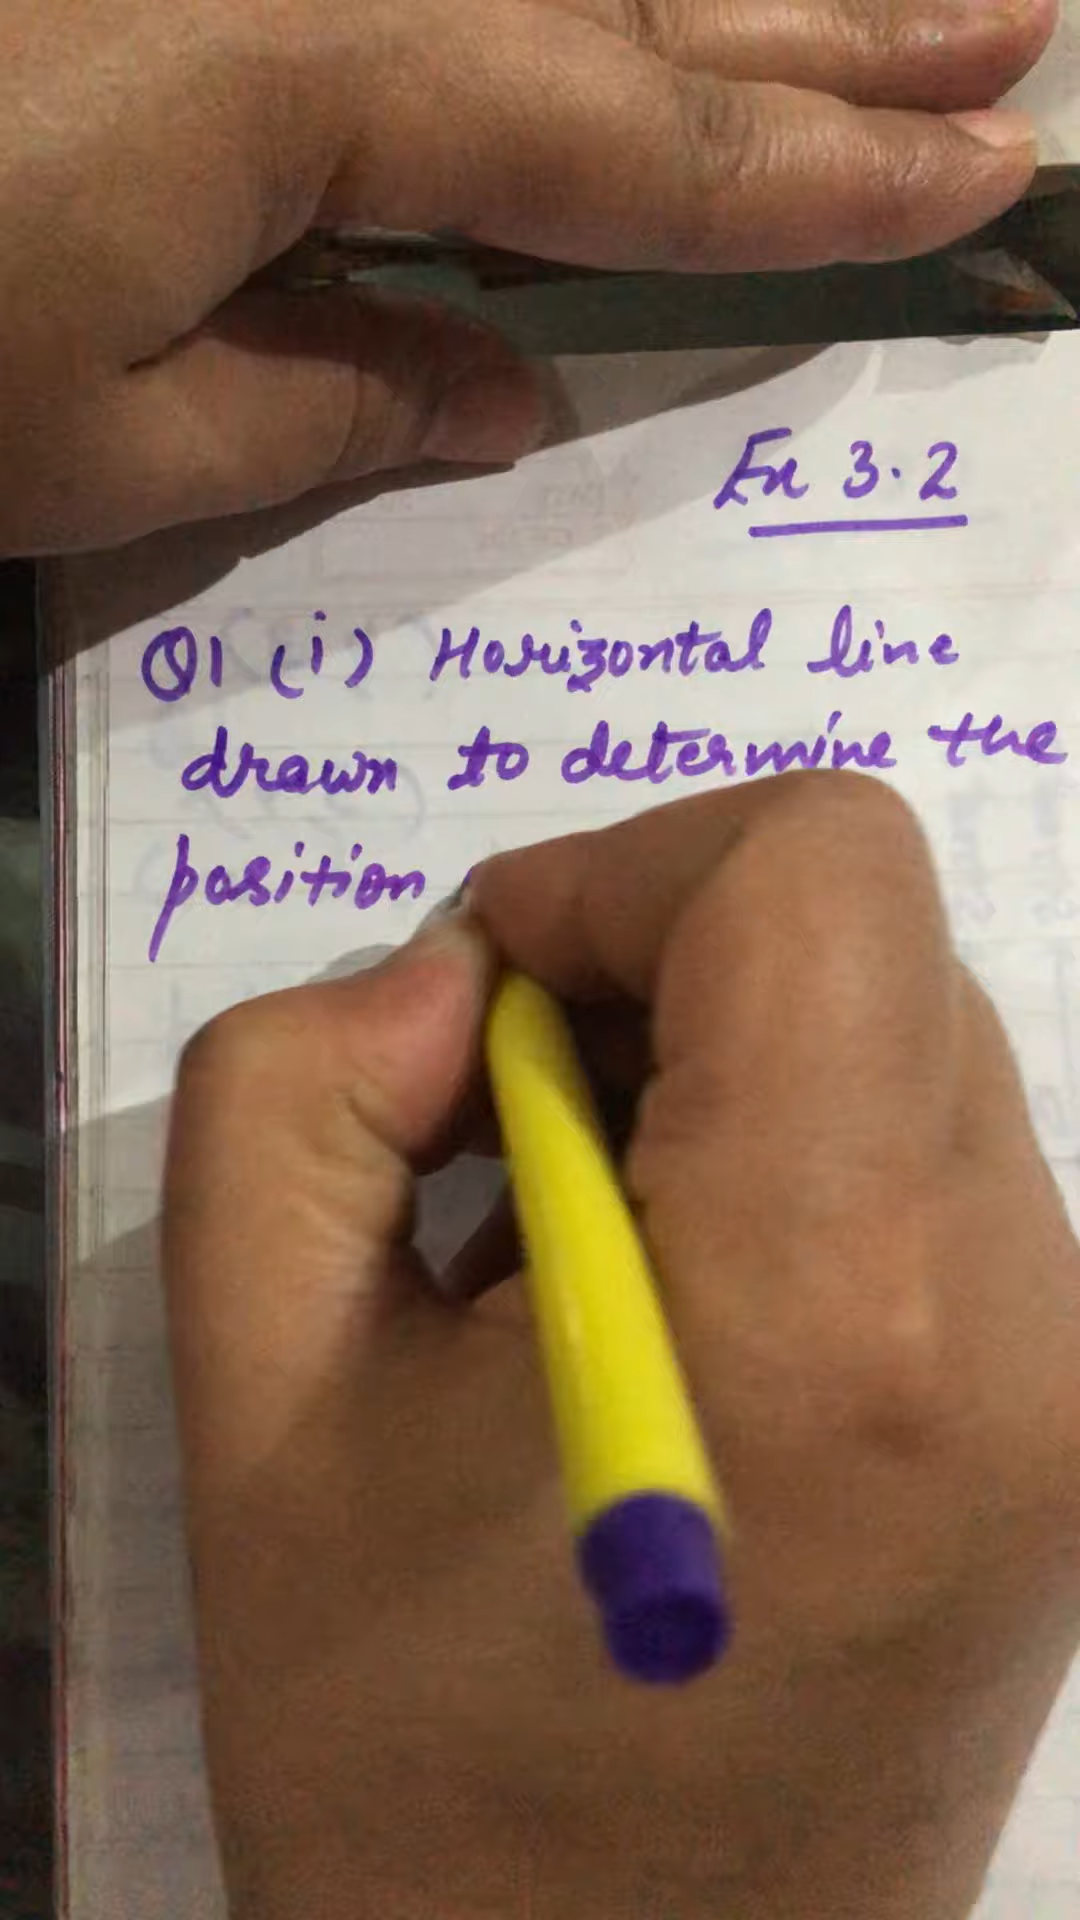 Ex 3.2
Q1 (i) Horizontal line
drawn to determine the
position